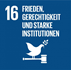 16 FRIEDEN,
GERECHTIGKEIT
UND STARKE
INSTITUTIONEN